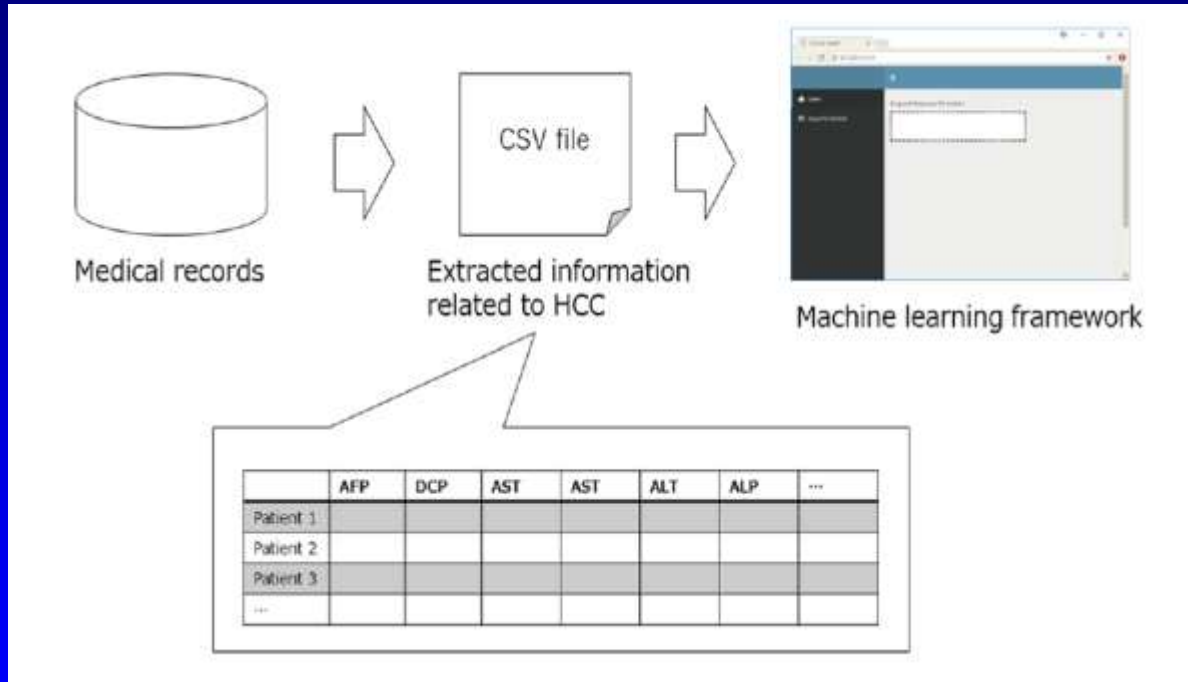 CSV file
Medical records
Extracted information
related to HCC
Machine learning framework
AFP DCP AST AST ALT ALP ...
Patient 1
Patient 2
Patient 3
...